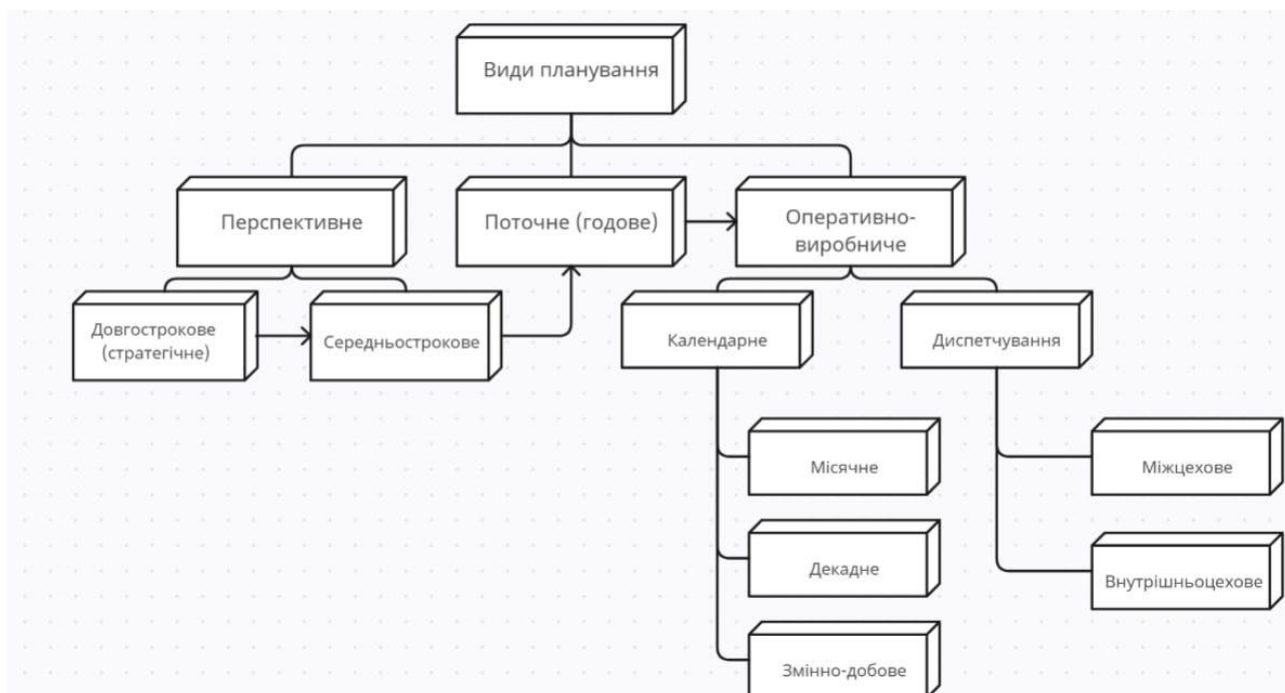 Види планування
Перспективне
Поточне (годове)
Оперативно-
виробниче
Довгострокове
(стратегічне)
Середньострокове
Календарне
Диспетчування
Місячне
Міжцехове
Декадне
Внутрішньоцехове
Змінно-добове